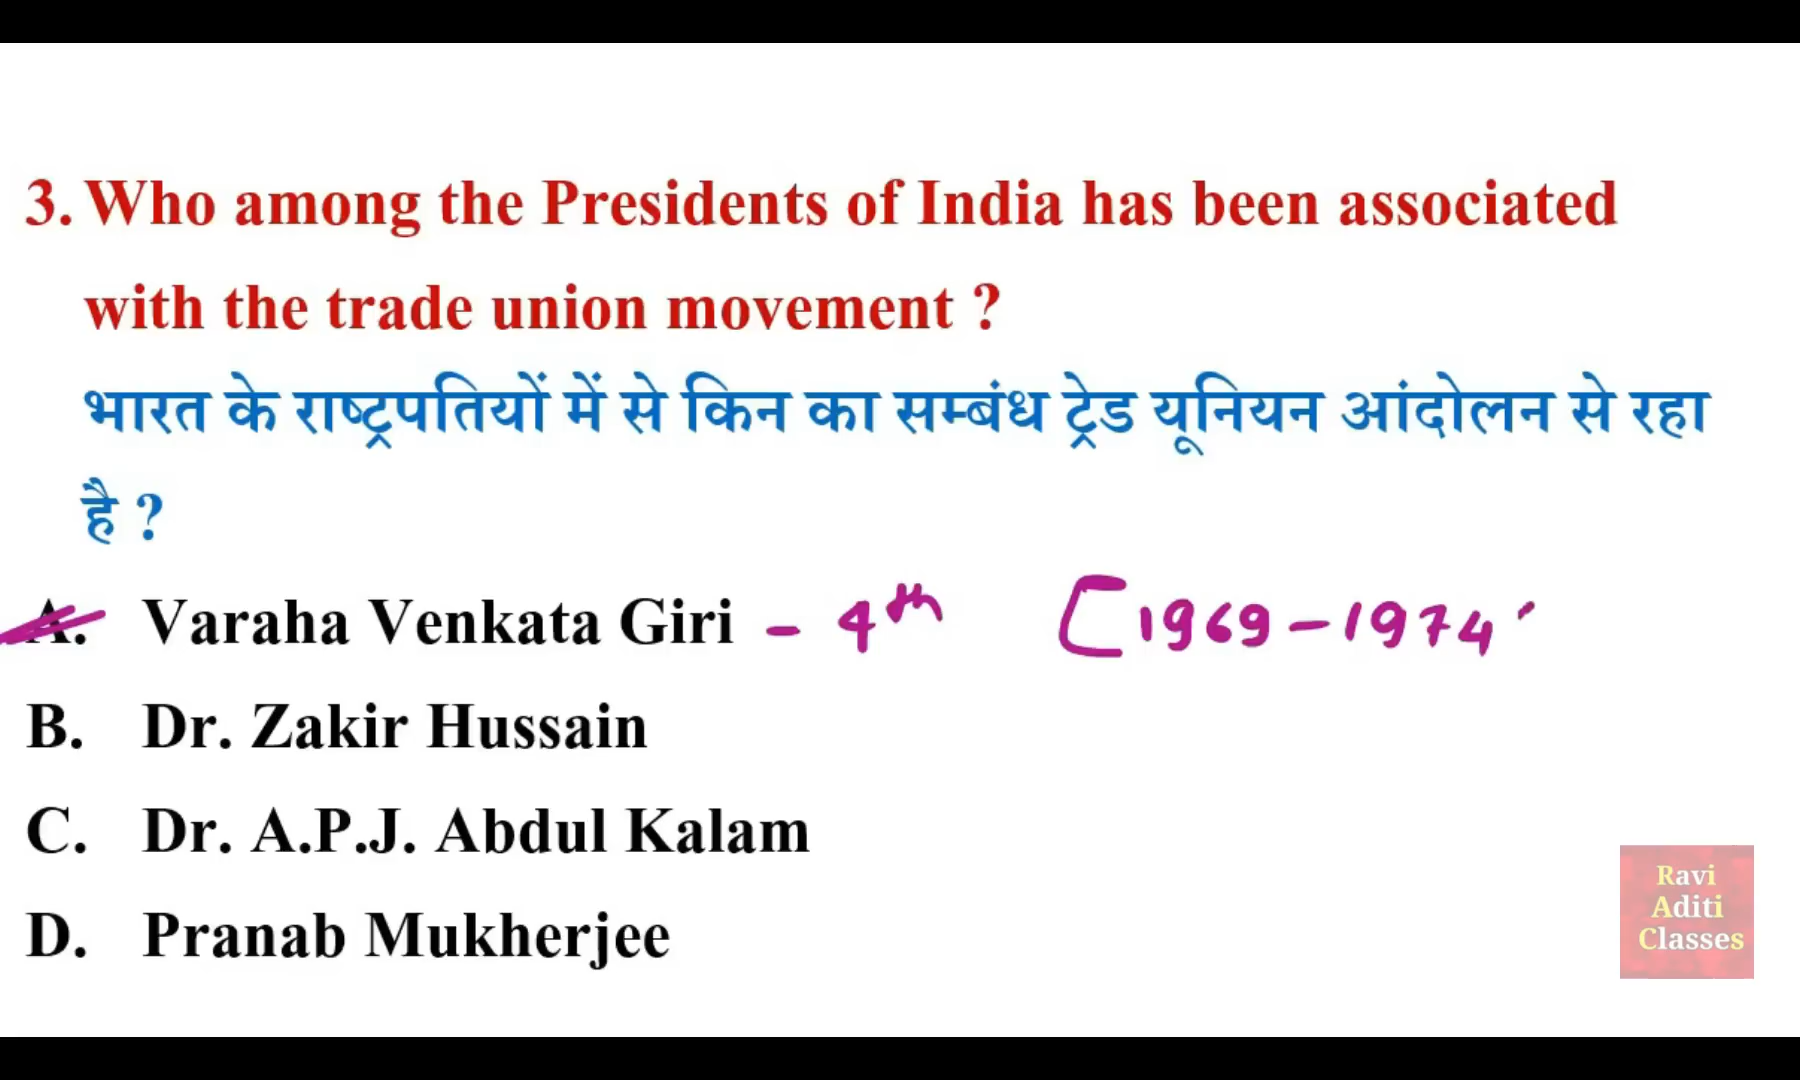 3. Who among the Presidents of India has been associated
with the trade union movement ?
भारत के राष्ट्रपतियों में से किन का सम्बंध ट्रेड यूनियन आंदोलन से रहा
है ?
A. Varaha Venkata Giri - 4th [1969-1974
B. Dr. Zakir Hussain
C. Dr. A.P.J. Abdul Kalam
D. Pranab Mukherjee
Ravi
Aditi
Classes